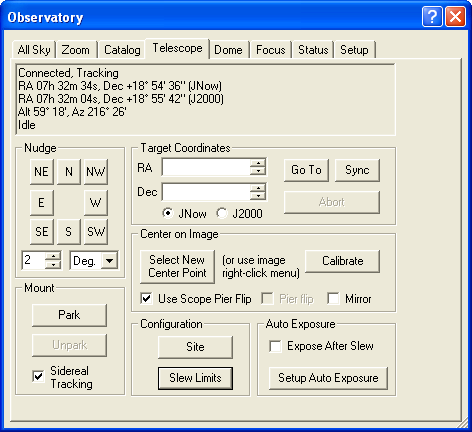 Observatory
All Sky Zoom Catalog Telescope Dome Focus Status Setup
Connected, Tracking
RA 07h 32m 34s, Dec +18° 54' 36" (JNow)
RA 07h 32m 04s, Dec +18° 55' 42" (J2000)
Alt 59° 18', Az 216° 26'
Idle
Nudge
NE N NW
E W
SE S SW
2 Deg.
Target Coordinates
RA Go To Sync
Dec Abort
JNow J2000
Center on Image
Select New
Center Point
(or use image
right-click menu)
Calibrate
Use Scope Pier Flip Pier flip Mirror
Mount
Park
Unpark
Sidereal
Tracking
Configuration
Site
Slew Limits
Auto Exposure
Expose After Slew
Setup Auto Exposure